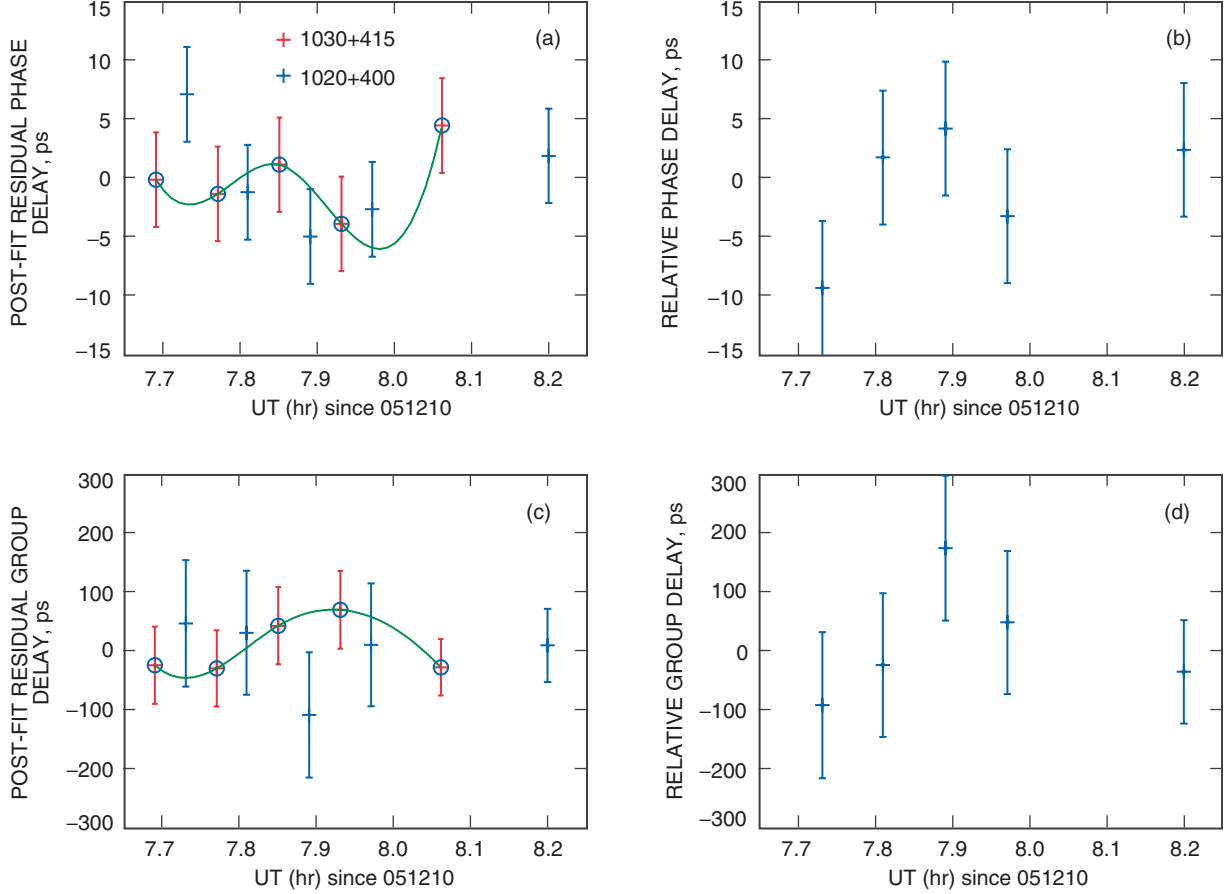 15
10
5
0
−5
−10
−15
POST-FIT RESIDUAL PHASE
DELAY, ps
1030+415
1020+400
(a)
7.7 7.8 7.9 8.0 8.1 8.2
UT (hr) since 051210
15
10
5
0
−5
−10
−15
RELATIVE PHASE DELAY, ps
(b)
7.7 7.8 7.9 8.0 8.1 8.2
UT (hr) since 051210
300
200
100
0
−100
−200
−300
POST-FIT RESIDUAL GROUP
DELAY, ps
(c)
7.7 7.8 7.9 8.0 8.1 8.2
UT (hr) since 051210
300
200
100
0
−100
−200
−300
RELATIVE GROUP DELAY, ps
(d)
7.7 7.8 7.9 8.0 8.1 8.2
UT (hr) since 051210